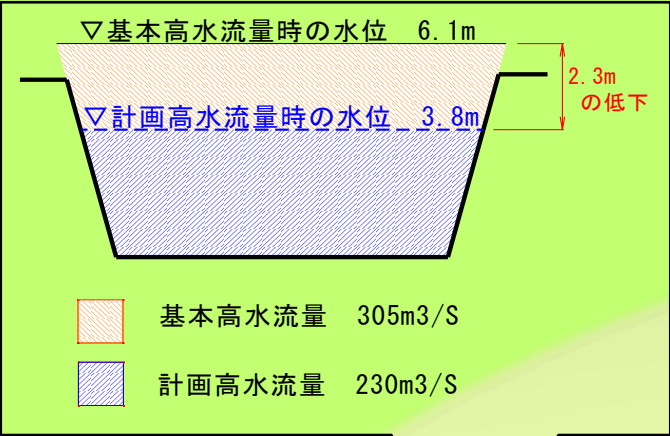 ▽基本高水流量時の水位　6.1m
2.3m
の低下
▽計画高水流量時の水位　3.8m
基本高水流量　305m3/S
計画高水流量　230m3/S